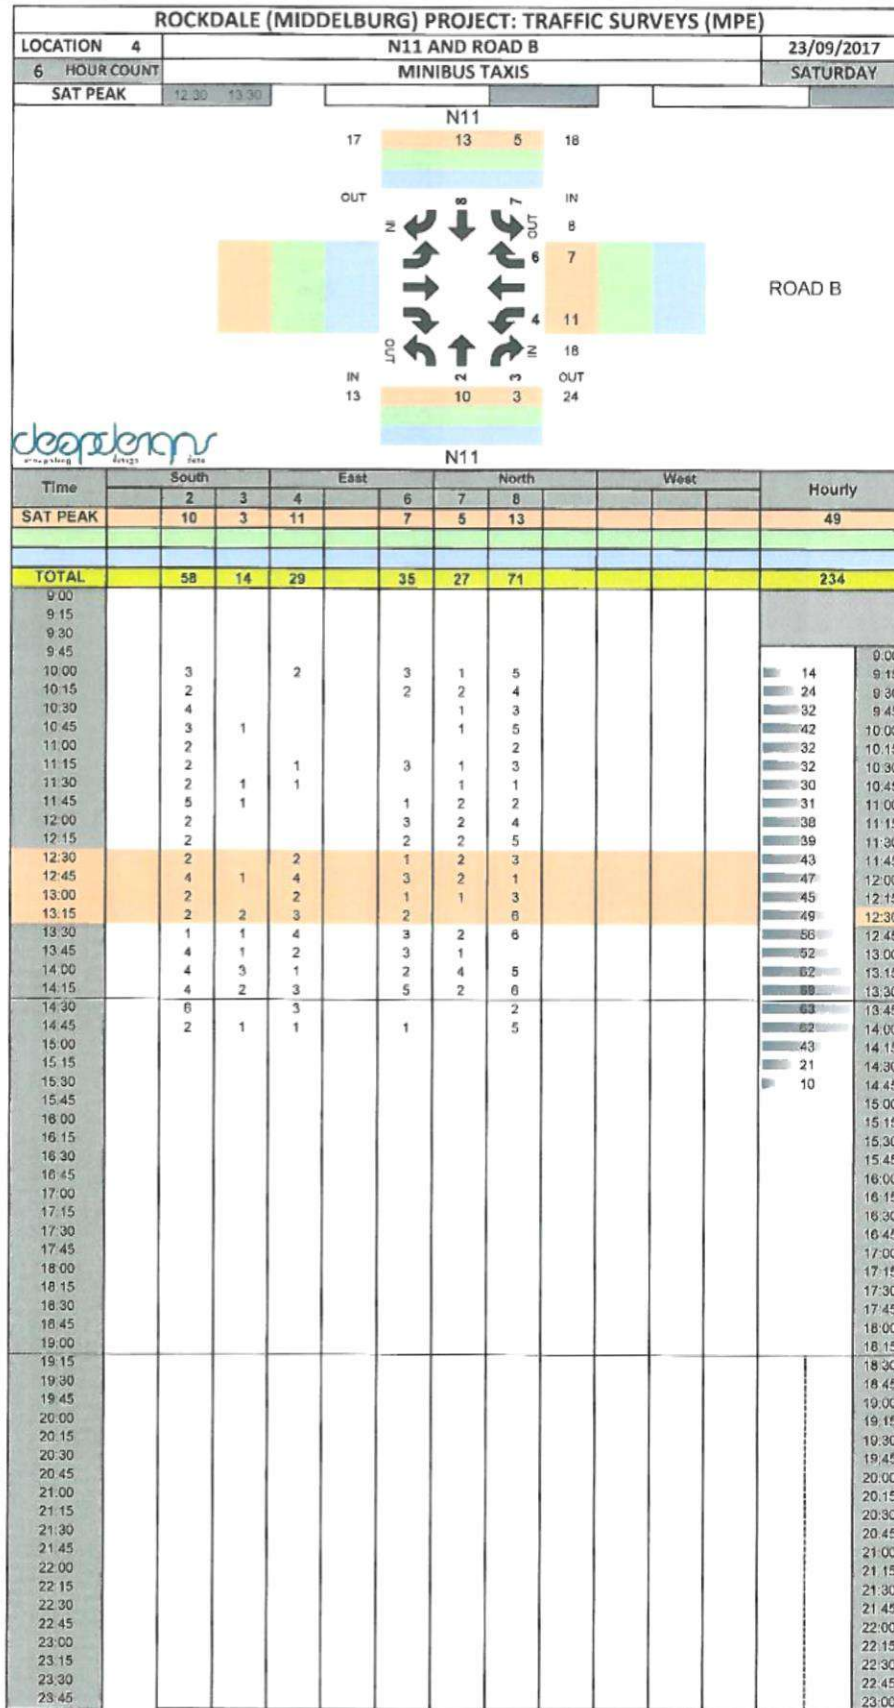 ROCKDALE (MIDDELBURG) PROJECT: TRAFFIC SURVEYS (MPE)
LOCATION 4 N11 AND ROAD B 23/09/2017
6 HOUR COUNT MINIBUS TAXIS SATURDAY
SAT PEAK 12:30 13:30
N11
17 13 5 18
OUT 8 7 IN
IN OUT 8
6 7
ROAD B
4 11
OUT IN 18
IN 2 3 OUT
13 10 3 24
deepdesigns
N11
Time South East North West Hourly
2 3 4 6 7 8
SAT PEAK 10 3 11 7 5 13 49
TOTAL 58 14 29 35 27 71 234
9:00
9:15
9:30
9:45 9:00
10:00 3 2 3 1 5 14 9:15
10:15 2 2 2 4 24 9:30
10:30 4 1 3 32 9:45
10:45 3 1 1 5 42 10:00
11:00 2 2 32 10:15
11:15 2 1 3 1 3 32 10:30
11:30 2 1 1 1 1 30 10:45
11:45 5 1 1 2 2 31 11:00
12:00 2 3 2 4 38 11:15
12:15 2 2 2 5 39 11:30
12:30 2 2 1 2 3 43 11:45
12:45 4 1 4 3 2 1 47 12:00
13:00 2 2 1 1 3 45 12:15
13:15 2 2 3 2 6 49 12:30
13:30 1 1 4 3 2 6 56 12:45
13:45 4 1 2 3 1 52 13:00
14:00 4 3 1 2 4 5 62 13:15
14:15 4 2 3 5 2 6 69 13:30
14:30 6 3 2 63 13:45
14:45 2 1 1 1 5 62 14:00
15:00 43 14:15
15:15 21 14:30
15:30 10 14:45
15:45 15:00
16:00 15:15
16:15 15:30
16:30 15:45
16:45 16:00
17:00 16:15
17:15 16:30
17:30 16:45
17:45 17:00
18:00 17:15
18:15 17:30
18:30 17:45
18:45 18:00
19:00 18:15
19:15 18:30
19:30 18:45
19:45 19:00
20:00 19:15
20:15 19:30
20:30 19:45
20:45 20:00
21:00 20:15
21:15 20:30
21:30 20:45
21:45 21:00
22:00 21:15
22:15 21:30
22:30 21:45
22:45 22:00
23:00 22:15
23:15 22:30
23:30 22:45
23:45 23:00